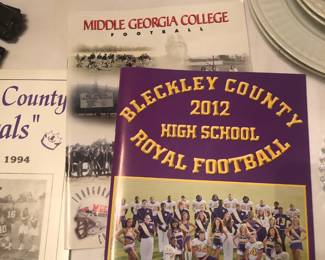 MIDDLE GEORGIA COLLEGE
FOOTBALL
County
als"
1994
BLECKLEY COUNTY
2012
HIGH SCHOOL
ROYAL FOOTBALL